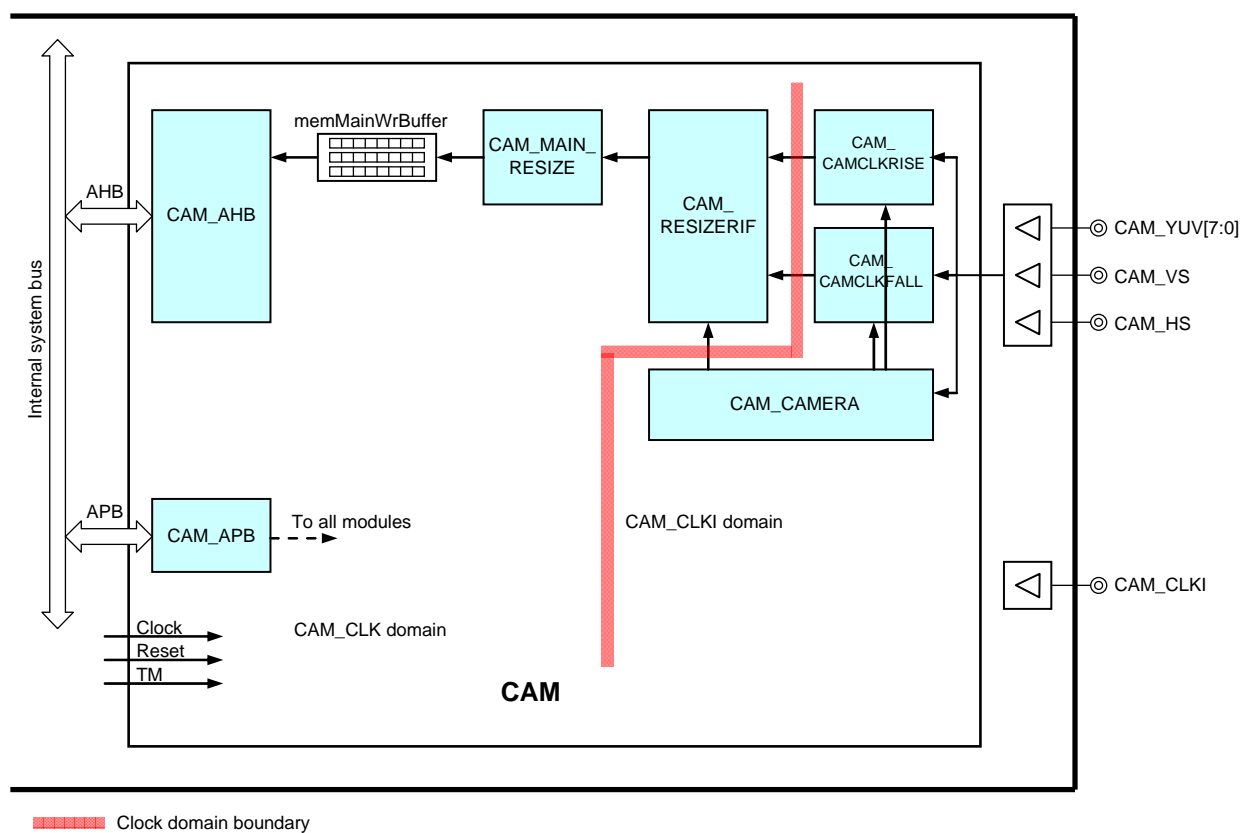 memMainWrBuffer
CAM_MAIN_
RESIZE
CAM_
CAMCLKRISE
AHB
CAM_AHB
CAM_
RESIZERIF
CAM_YUV[7:0]
CAM_
CAMCLKFALL
CAM_VS
CAM_HS
Internal system bus
CAM_CAMERA
APB
CAM_APB
To all modules
CAM_CLKI domain
CAM_CLKI
Clock
CAM_CLK domain
Reset
TM
CAM
Clock domain boundary